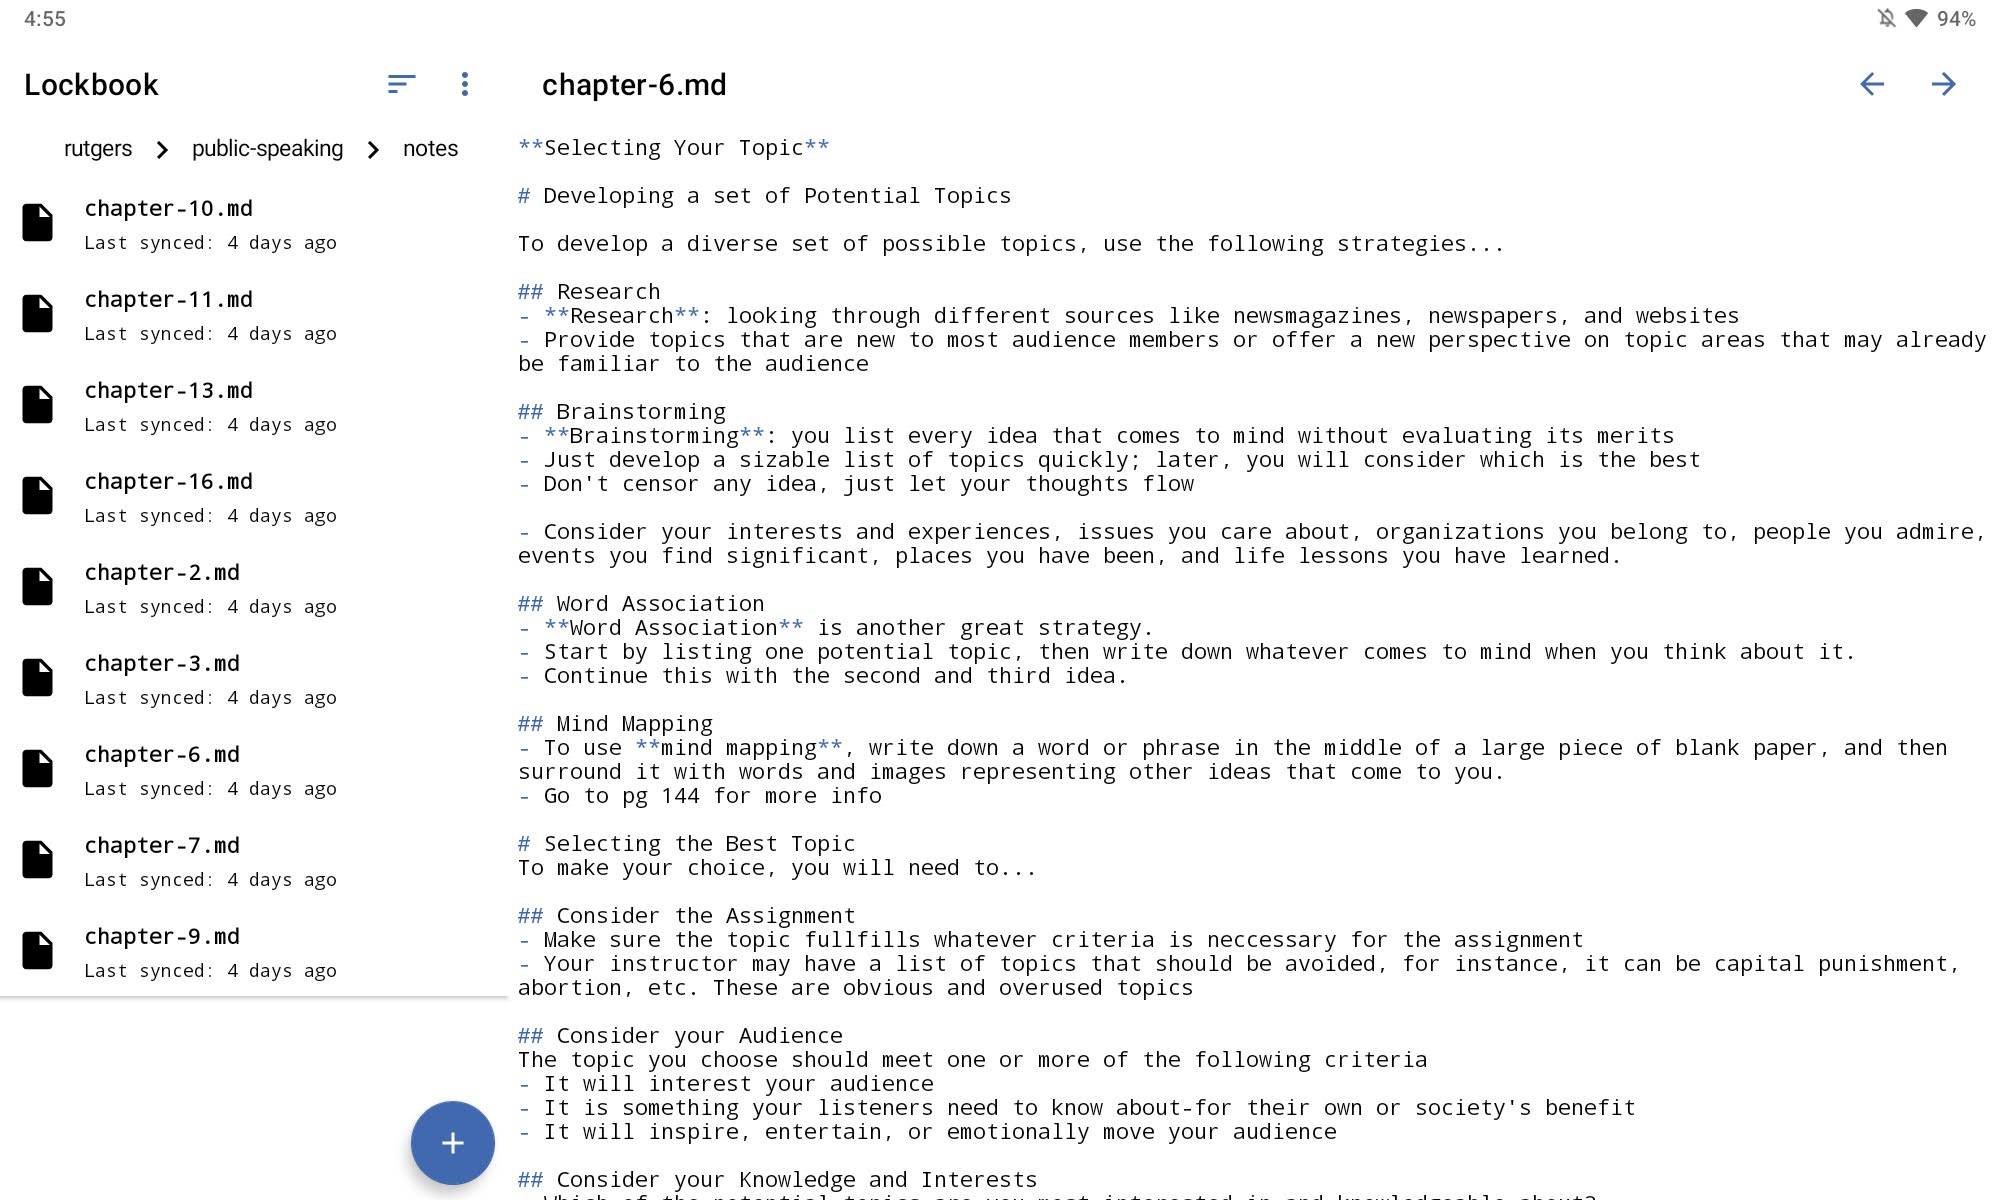 4:55
94%
Lockbook
rutgers > public-speaking > notes
chapter-10.md
Last synced: 4 days ago
chapter-11.md
Last synced: 4 days ago
chapter-13.md
Last synced: 4 days ago
chapter-16.md
Last synced: 4 days ago
chapter-2.md
Last synced: 4 days ago
chapter-3.md
Last synced: 4 days ago
chapter-6.md
Last synced: 4 days ago
chapter-7.md
Last synced: 4 days ago
chapter-9.md
Last synced: 4 days ago
+
chapter-6.md
**Selecting Your Topic**
# Developing a set of Potential Topics
To develop a diverse set of possible topics, use the following strategies...
## Research
- **Research**: looking through different sources like newsmagazines, newspapers, and websites
- Provide topics that are new to most audience members or offer a new perspective on topic areas that may already
be familiar to the audience
## Brainstorming
- **Brainstorming**: you list every idea that comes to mind without evaluating its merits
- Just develop a sizable list of topics quickly; later, you will consider which is the best
- Don't censor any idea, just let your thoughts flow
- Consider your interests and experiences, issues you care about, organizations you belong to, people you admire,
events you find significant, places you have been, and life lessons you have learned.
## Word Association
- **Word Association** is another great strategy.
- Start by listing one potential topic, then write down whatever comes to mind when you think about it.
- Continue this with the second and third idea.
## Mind Mapping
- To use **mind mapping**, write down a word or phrase in the middle of a large piece of blank paper, and then
surround it with words and images representing other ideas that come to you.
- Go to pg 144 for more info
# Selecting the Best Topic
To make your choice, you will need to...
## Consider the Assignment
- Make sure the topic fullfills whatever criteria is neccessary for the assignment
- Your instructor may have a list of topics that should be avoided, for instance, it can be capital punishment,
abortion, etc. These are obvious and overused topics
## Consider your Audience
The topic you choose should meet one or more of the following criteria
- It will interest your audience
- It is something your listeners need to know about-for their own or society's benefit
- It will inspire, entertain, or emotionally move your audience
## Consider your Knowledge and Interests